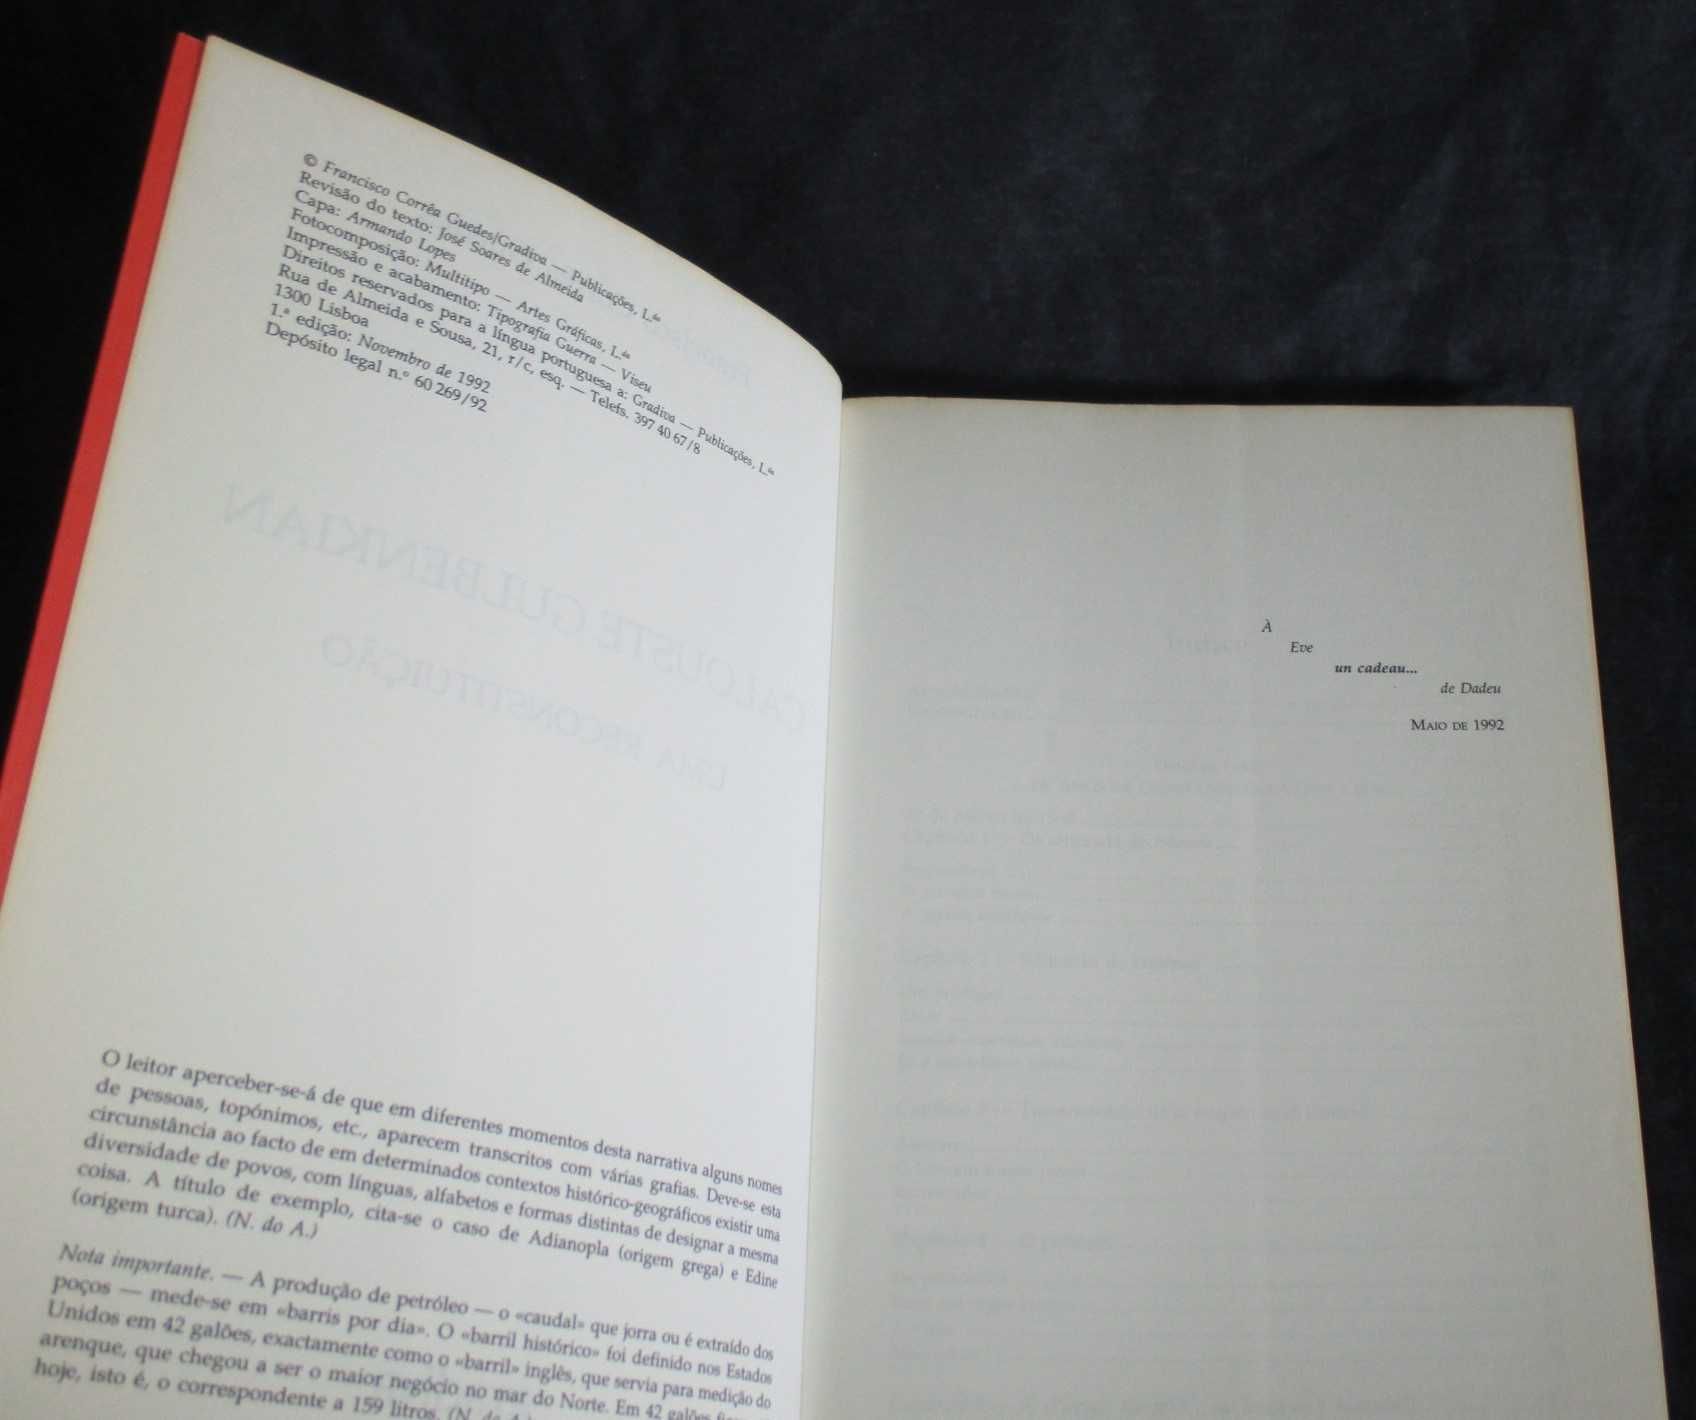 © Francisco Corrêa Guedes/Gradiva — Publicações, L.da
Revisão do texto: José Soares de Almeida
Capa: Armando Lopes
Fotocomposição: Multitipo — Artes Gráficas, L.da
Impressão e acabamento: Tipografia Guerra — Viseu
Direitos reservados para a língua portuguesa a: Gradiva — Publicações, L.da
Rua de Almeida e Sousa, 21, r/c, esq. — Telefs. 397 40 67/8
1300 Lisboa
1.ª edição: Novembro de 1992
Depósito legal n.º 60 269/92
CALOUSTE GULBENKIAN
UMA RECONSTITUIÇÃO
O leitor aperceber-se-á de que em diferentes momentos desta narrativa alguns nomes
de pessoas, topónimos, etc., aparecem transcritos com várias grafias. Deve-se esta
circunstância ao facto de em determinados contextos histórico-geográficos existir uma
diversidade de povos, com línguas, alfabetos e formas distintas de designar a mesma
coisa. A título de exemplo, cita-se o caso de Adianopla (origem grega) e Edine
(origem turca). (N. do A.)
Nota importante. — A produção de petróleo — o «caudal» que jorra ou é extraído dos
poços — mede-se em «barris por dia». O «barril histórico» foi definido nos Estados
Unidos em 42 galões, exactamente como o «barril» inglês, que servia para medição do
arenque, que chegou a ser o maior negócio no mar do Norte. Em 42 galões
hoje, isto é, o correspondente a 159 litros. (N. do
À
Eve
un cadeau...
de Dadeu
MAIO DE 1992